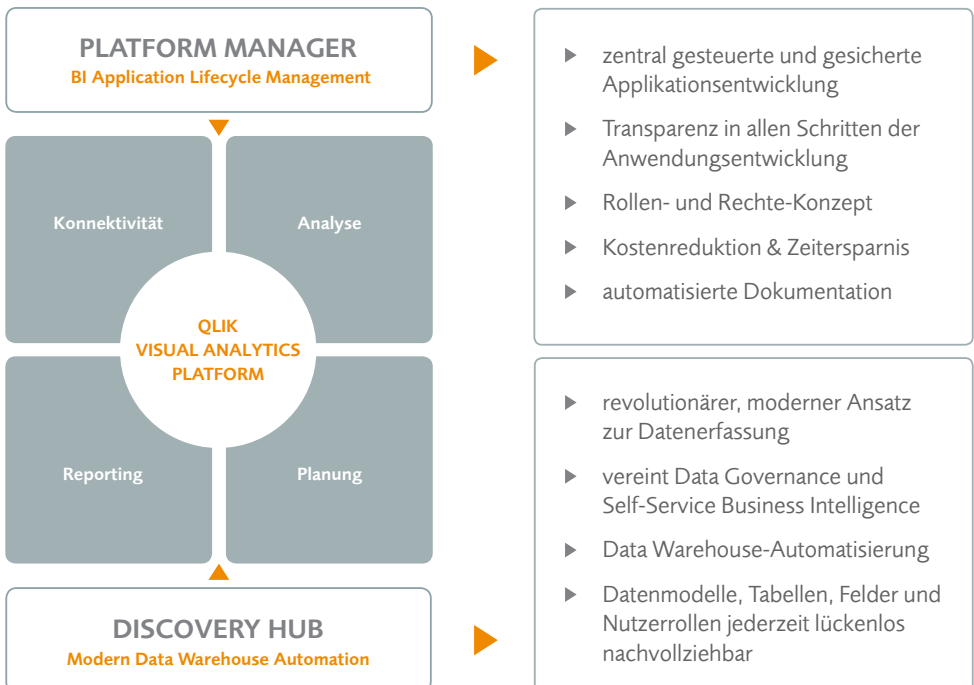 PLATFORM MANAGER
BI Application Lifecycle Management
zentral gesteuerte und gesicherte
Applikationsentwicklung
Transparenz in allen Schritten der
Anwendungsentwicklung
Rollen- und Rechte-Konzept
Kostenreduktion & Zeitersparnis
automatisierte Dokumentation
Konnektivität
Analyse
QLIK
VISUAL ANALYTICS
PLATFORM
Reporting
Planung
DISCOVERY HUB
Modern Data Warehouse Automation
revolutionärer, moderner Ansatz
zur Datenerfassung
vereint Data Governance und
Self-Service Business Intelligence
Data Warehouse-Automatisierung
Datenmodelle, Tabellen, Felder und
Nutzerrollen jederzeit lückenlos
nachvollziehbar